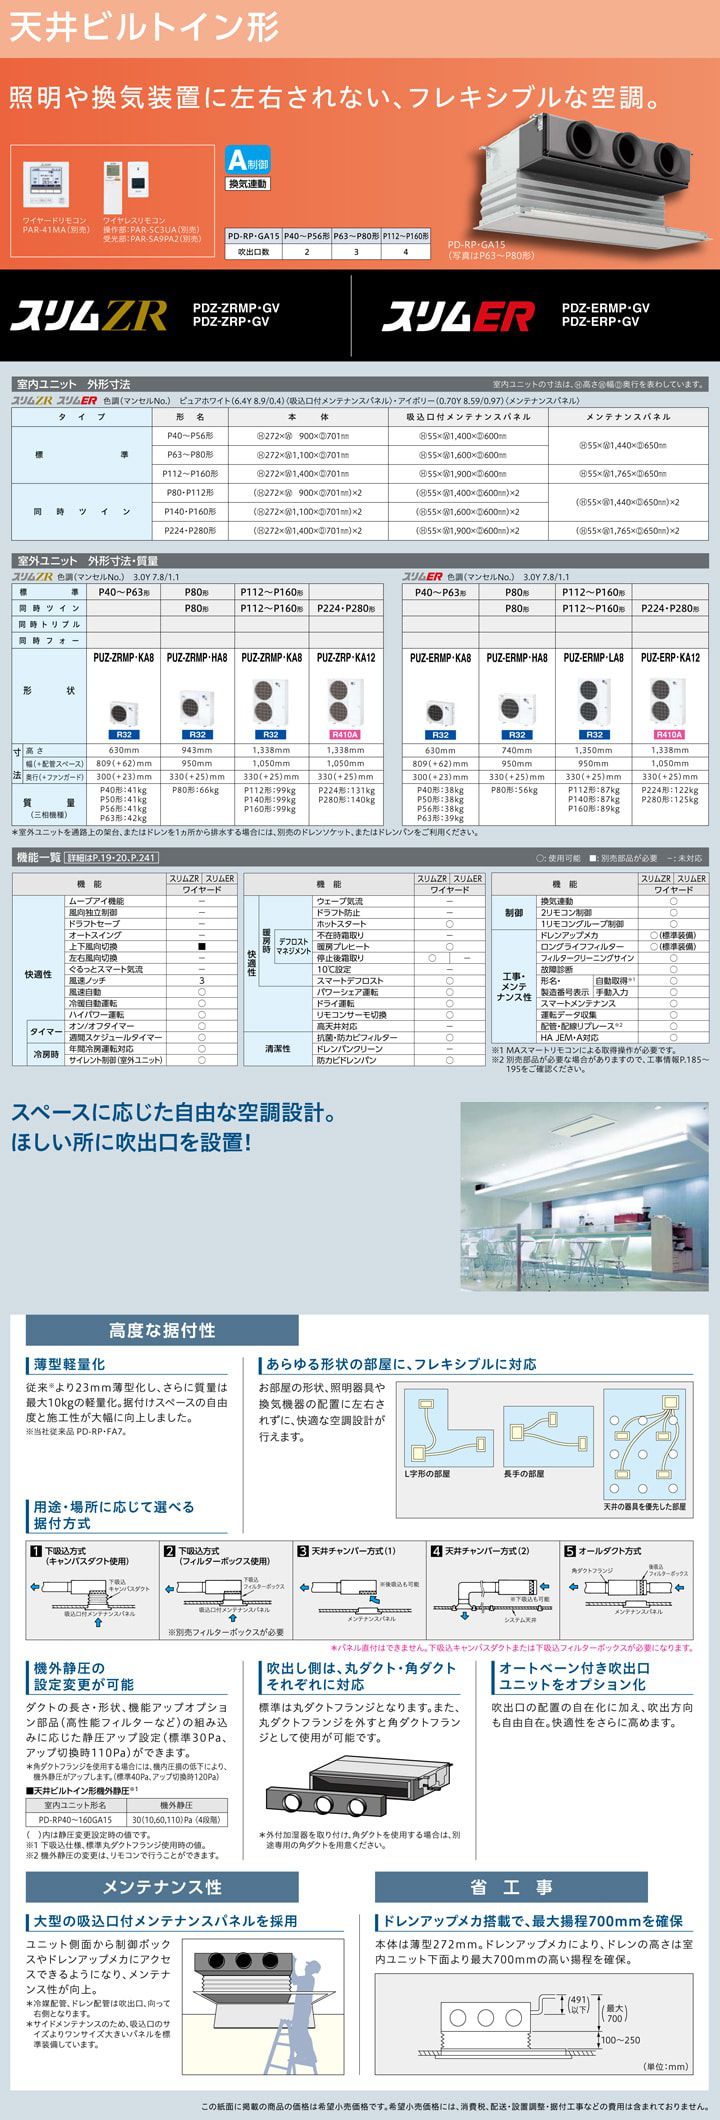 天井ビルトイン形
照明や換気装置に左右されない、フレキシブルな空調。
ワイヤードリモコン
PAR-41MA(別売)
ワイヤレスリモコン
操作部:PAR-SC3UA(別売)
受光部:PAR-SA9PA2(別売)
A制御
換気連動
PD-RP・GA15 P40〜P56形 P63〜P80形 P112〜P160形
吹出口数 2 3 4
PD-RP・GA15
(写真はP63〜P80形)
スリムZR PDZ-ZRMP・GV
PDZ-ZRP・GV
スリムER PDZ-ERMP・GV
PDZ-ERP・GV
室内ユニット 外形寸法 室内ユニットの寸法は、Ⓗ高さⓌ幅Ⓓ奥行を表わしています。
スリムZR スリムER 色調(マンセルNo.) ピュアホワイト(6.4Y 8.9/0.4)〈吸込口付メンテナンスパネル〉・アイボリー(0.70Y 8.59/0.97)〈メンテナンスパネル〉
タイプ 形名 本体 吸込口付メンテナンスパネル メンテナンスパネル
標準 P40〜P56形 Ⓗ272×Ⓦ 900×Ⓓ701㎜ Ⓗ55×Ⓦ1,400×Ⓓ600㎜ Ⓗ55×Ⓦ1,440×Ⓓ650㎜
P63〜P80形 Ⓗ272×Ⓦ1,100×Ⓓ701㎜ Ⓗ55×Ⓦ1,600×Ⓓ600㎜
P112〜P160形 Ⓗ272×Ⓦ1,400×Ⓓ701㎜ Ⓗ55×Ⓦ1,900×Ⓓ600㎜ Ⓗ55×Ⓦ1,765×Ⓓ650㎜
同時ツイン P80・P112形 (Ⓗ272×Ⓦ 900×Ⓓ701㎜)×2 (Ⓗ55×Ⓦ1,400×Ⓓ600㎜)×2 (Ⓗ55×Ⓦ1,440×Ⓓ650㎜)×2
P140・P160形 (Ⓗ272×Ⓦ1,100×Ⓓ701㎜)×2 (Ⓗ55×Ⓦ1,600×Ⓓ600㎜)×2
P224・P280形 (Ⓗ272×Ⓦ1,400×Ⓓ701㎜)×2 (Ⓗ55×Ⓦ1,900×Ⓓ600㎜)×2 (Ⓗ55×Ⓦ1,765×Ⓓ650㎜)×2
室外ユニット 外形寸法・質量
スリムZR 色調(マンセルNo.) 3.0Y 7.8/1.1
標準 P40〜P63形 P80形 P112〜P160形
同時ツイン P80形 P112〜P160形 P224・P280形
同時トリプル
同時フォー
形状 PUZ-ZRMP・KA8 PUZ-ZRMP・HA8 PUZ-ZRMP・KA8 PUZ-ZRP・KA12
R32 R32 R32 R410A
寸法 高さ 630mm 943mm 1,338mm 1,338mm
幅(+配管スペース) 809(+62)mm 950mm 1,050mm 1,050mm
奥行(+ファンガード) 300(+23)mm 330(+25)mm 330(+25)mm 330(+25)mm
質量
(三相機種)
P40形:41kg P80形:66kg P112形:99kg P224形:131kg
P50形:41kg P140形:99kg P280形:140kg
P56形:41kg P160形:99kg
P63形:42kg
スリムER 色調(マンセルNo.) 3.0Y 7.8/1.1
P40〜P63形 P80形 P112〜P160形
P80形 P112〜P160形 P224・P280形
PUZ-ERMP・KA8 PUZ-ERMP・HA8 PUZ-ERMP・LA8 PUZ-ERP・KA12
R32 R32 R32 R410A
630mm 740mm 1,350mm 1,338mm
809(+62)mm 950mm 950mm 1,050mm
300(+23)mm 330(+25)mm 330(+25)mm 330(+25)mm
P40形:38kg P80形:56kg P112形:87kg P224形:122kg
P50形:38kg P140形:87kg P280形:125kg
P56形:38kg P160形:89kg
P63形:39kg
*室外ユニットを通路上の架台、またはドレンを1ヵ所から排水する場合には、別売のドレンソケット、またはドレンパンをご利用ください。
機能一覧 詳細はP.19・20、P.241 ○:使用可能 ■:別売部品が必要 −:未対応
機能 スリムZR スリムER
ワイヤード
快適性
ムーブアイ機能 −
風向独立制御 −
ドラフトセーブ −
オートスイング −
上下風向切換 ■
左右風向切換 −
ぐるっとスマート気流 −
風速ノッチ 3
風速自動 ○
冷暖自動運転 ○
ハイパワー運転 ○
タイマー
オン/オフタイマー ○
週間スケジュールタイマー ○
冷房時
年間冷房運転対応 ○
サイレント制御(室外ユニット) ○
機能 スリムZR スリムER
ワイヤード
快適性
暖房時
ウェーブ気流 −
ドラフト防止 −
ホットスタート ○
デフロスト
マネジメント
不在時霜取り −
暖房プレヒート ○
停止後霜取り ○ −
10℃設定 −
スマートデフロスト ○
パワーシェア運転 ○
ドライ運転 ○
リモコンサーモ切換 ○
高天井対応 −
清潔性
抗菌・防カビフィルター ○
ドレンパンクリーン −
防カビドレンパン ○
機能 スリムZR スリムER
ワイヤード
制御
換気連動 ○
2リモコン制御 ○
1リモコングループ制御 ○
工事・
メンテ
ナンス性
ドレンアップメカ ○(標準装備)
ロングライフフィルター ○(標準装備)
フィルタークリーニングサイン ○
故障診断 ○
形名・
製造番号表示
自動取得※1 ○
手動入力 ○
スマートメンテナンス ○
運転データ収集 ○
配管・配線リプレース※2 ○
HA JEM・A対応 ○
※1 MAスマートリモコンによる取得操作が必要です。
※2 別売部品が必要な場合がありますので、工事情報P.185〜
195をご確認ください。
スペースに応じた自由な空調設計。
ほしい所に吹出口を設置!
高度な据付性
薄型軽量化
従来※より23mm薄型化し、さらに質量は
最大10kgの軽量化。据付けスペースの自由
度と施工性が大幅に向上しました。
※当社従来品 PD-RP・FA7。
あらゆる形状の部屋に、フレキシブルに対応
お部屋の形状、照明器具や
換気機器の配置に左右さ
れずに、快適な空調設計が
行えます。
L字形の部屋
長手の部屋
天井の器具を優先した部屋
用途・場所に応じて選べる
据付方式
1 下吸込方式
(キャンバスダクト使用)
下吸込
キャンバスダクト
吸込口付メンテナンスパネル
2 下吸込方式
(フィルターボックス使用)
下吸込
フィルターボックス
吸込口付メンテナンスパネル
※別売フィルターボックスが必要
3 天井チャンバー方式(1)
※後吸込も可能
メンテナンスパネル
4 天井チャンバー方式(2)
※下吸込も可能
システム天井
5 オールダクト方式
角ダクトフランジ
後吸込
フィルターボックス
メンテナンスパネル
*パネル直付はできません。下吸込キャンバスダクトまたは下吸込フィルターボックスが必要になります。
機外静圧の
設定変更が可能
ダクトの長さ・形状、機能アップオプショ
ン部品(高性能フィルターなど)の組み込
みに応じた静圧アップ設定(標準30Pa、
アップ切換時110Pa)ができます。
*角ダクトフランジを使用する場合には、機内圧損の低下により、
機外静圧がアップします。(標準40Pa、アップ切換時120Pa)
■天井ビルトイン形機外静圧※1
室内ユニット形名 機外静圧
PD-RP40〜160GA15 30(10,60,110)Pa(4段階)
( )内は静圧変更設定時の値です。
※1 下吸込仕様、標準丸ダクトフランジ使用時の値。
※2 機外静圧の変更は、リモコンで行うことができます。
吹出し側は、丸ダクト・角ダクト
それぞれに対応
標準は丸ダクトフランジとなります。また、
丸ダクトフランジを外すと角ダクトフラン
ジとして使用が可能です。
*外付加湿器を取り付け、角ダクトを使用する場合は、別
途専用の角ダクトを用意ください。
オートベーン付き吹出口
ユニットをオプション化
吹出口の配置の自在化に加え、吹出方向
も自由自在。快適性をさらに高めます。
メンテナンス性
大型の吸込口付メンテナンスパネルを採用
ユニット側面から制御ボック
スやドレンアップメカにアクセ
スできるようになり、メンテナ
ンス性が向上。
*冷媒配管、ドレン配管は吹出口、向って
右側となります。
*サイドメンテナンスのため、吸込口のサ
イズよりワンサイズ大きいパネルを標
準装備しています。
省工事
ドレンアップメカ搭載で、最大揚程700mmを確保
本体は薄型272mm。ドレンアップメカにより、ドレンの高さは室
内ユニット下面より最大700mmの高い揚程を確保。
(491
以下)
(最大
700)
100〜250
(単位:mm)
この紙面に掲載の商品の価格は希望小売価格です。希望小売価格には、消費税、配送・設置調整・据付工事などの費用は含まれておりません。